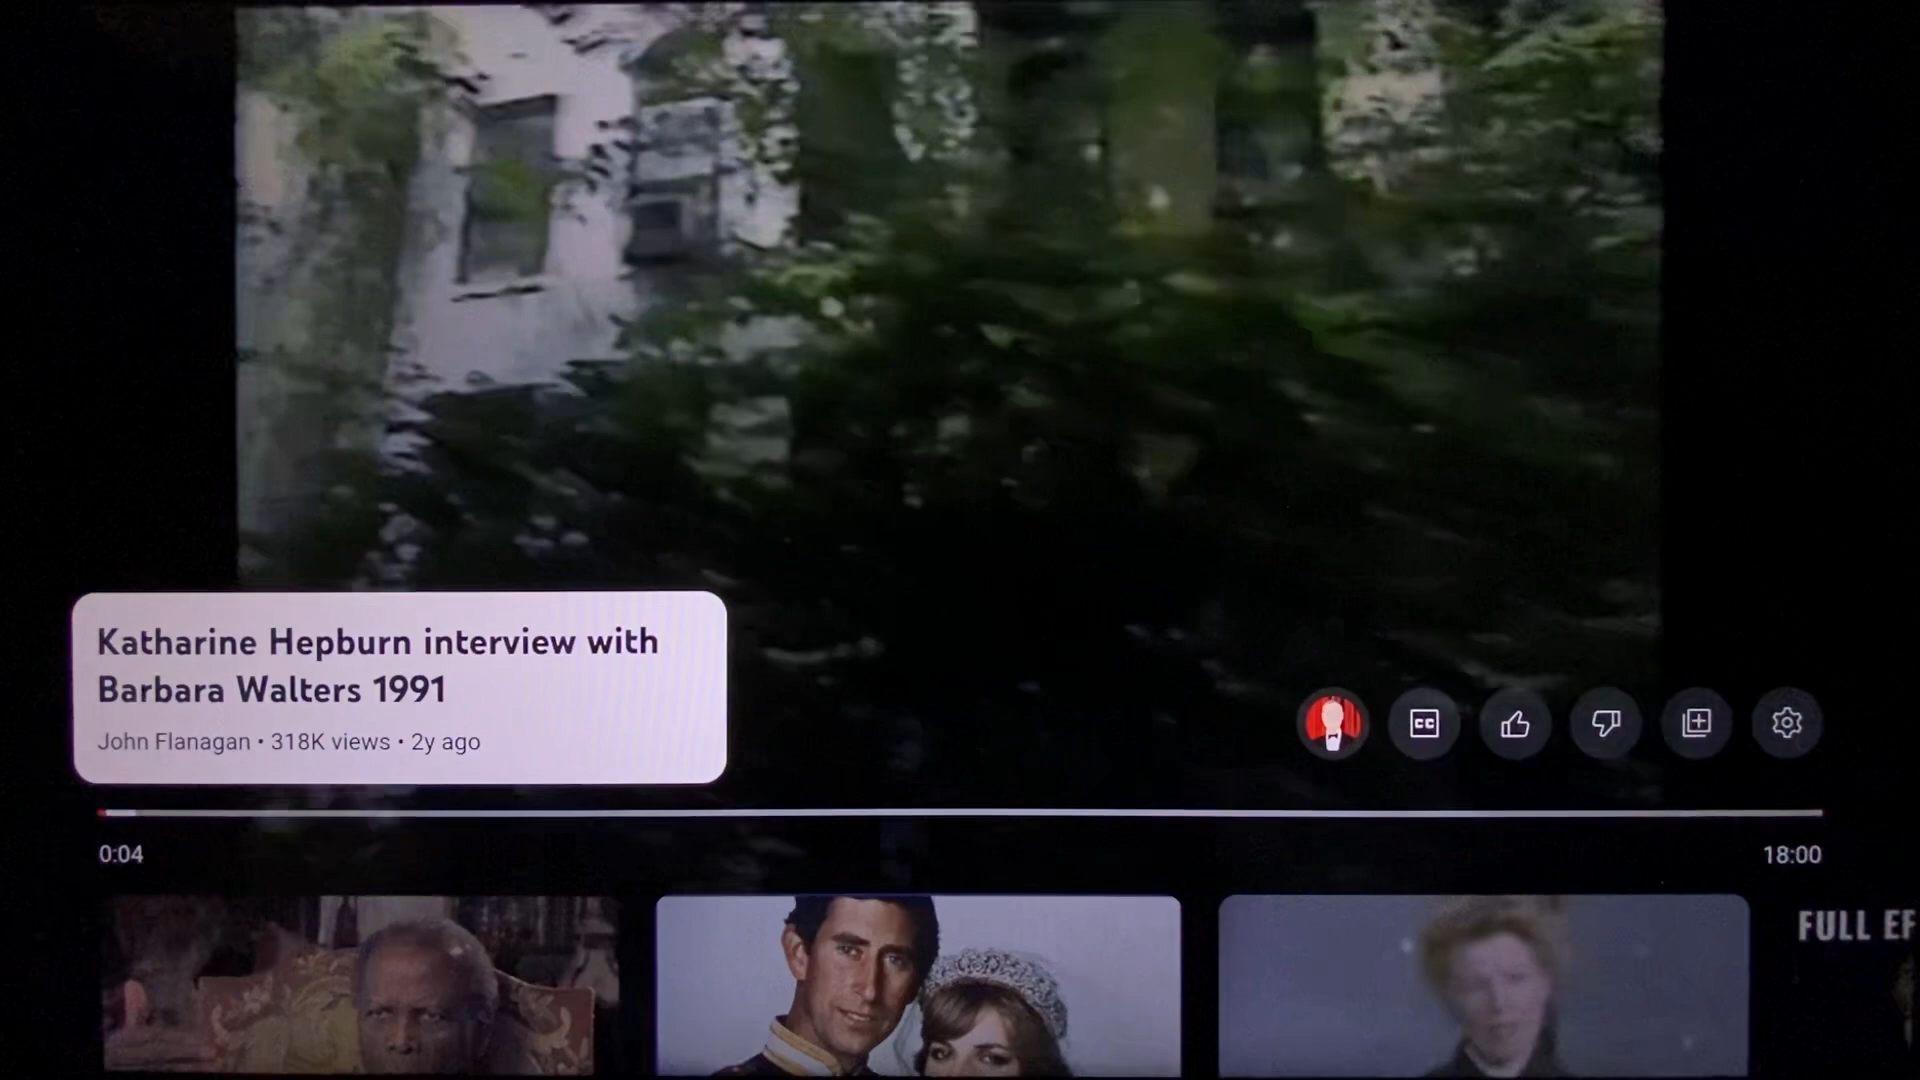 Katharine Hepburn interview with
Barbara Walters 1991
John Flanagan • 318K views • 2y ago
CC
0:04
18:00
FULL EF